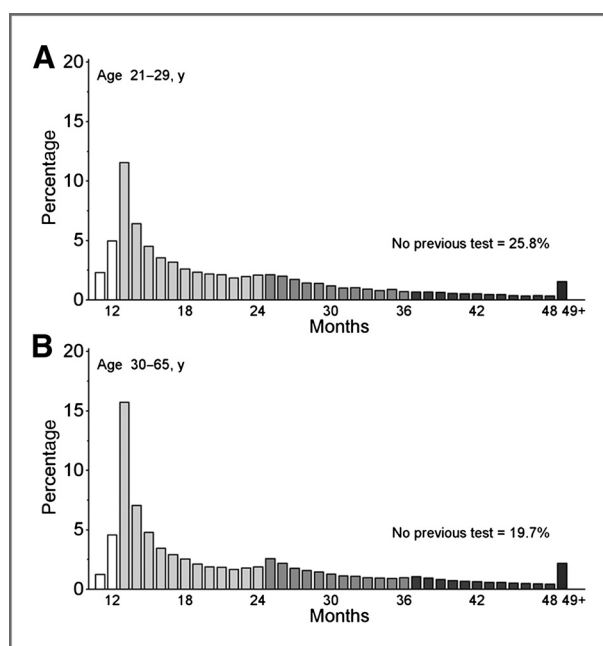 A
Age 21–29, y
20
15
10
5
0
Percentage
No previous test = 25.8%
12 18 24 30 36 42 48 49+
Months
B
Age 30–65, y
20
15
10
5
0
Percentage
No previous test = 19.7%
12 18 24 30 36 42 48 49+
Months